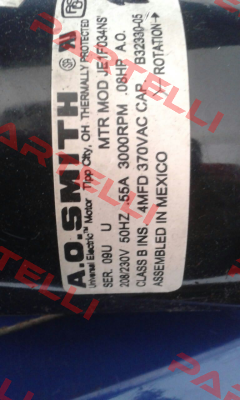 A.O.SMITH
Universal Electric™ Motor Tipp City, OH THERMALLY PROTECTED
SER. 09U U MTR MOD JE1F034NS
208/230V 50HZ .55A 3000RPM .08HP A.O.
CLASS B INS. 4MFD 370VAC CAP. B32330-05
ASSEMBLED IN MEXICO ROTATION
PARTELLI